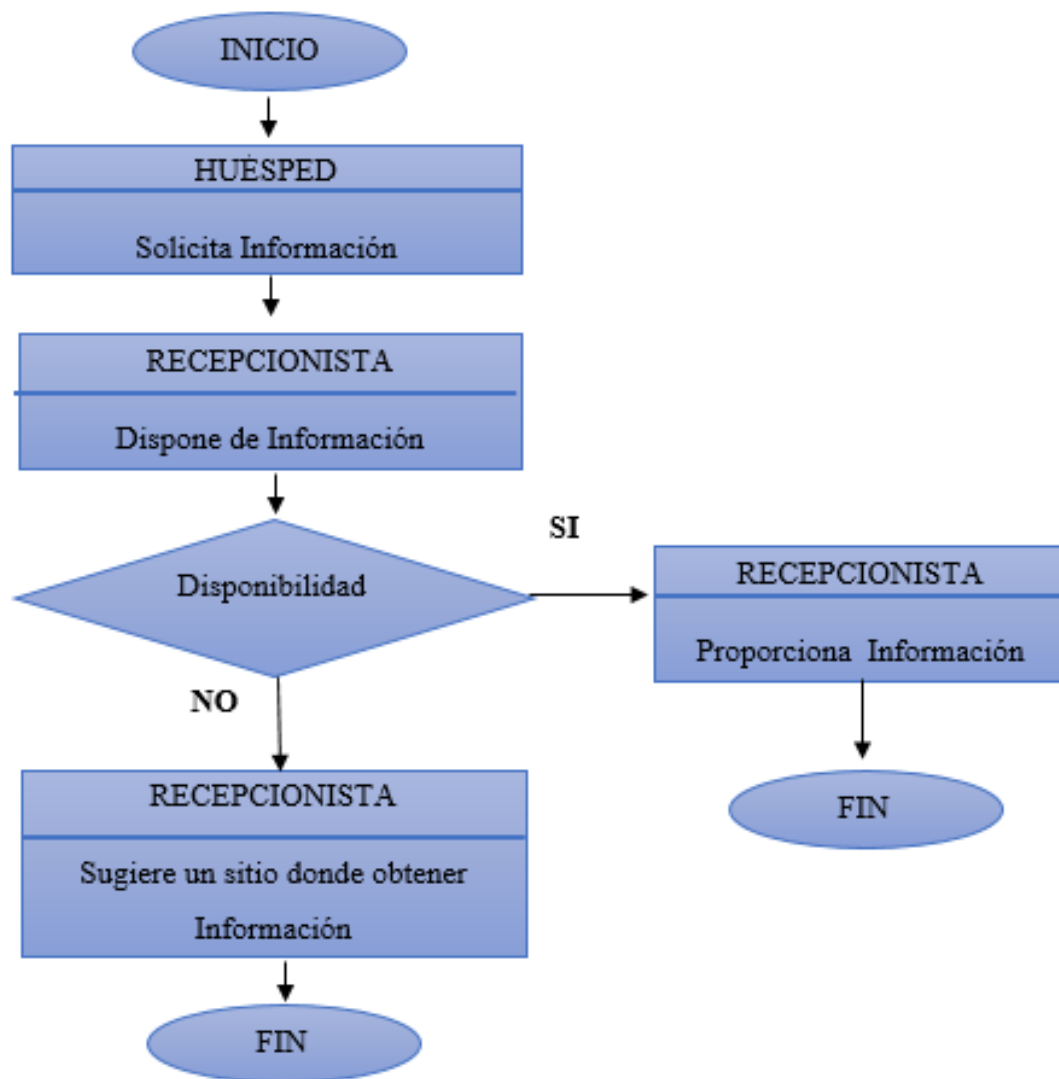 INICIO
HUÉSPED
Solicita Información
RECEPCIONISTA
Dispone de Información
Disponibilidad
SI
RECEPCIONISTA
Proporciona Información
FIN
NO
RECEPCIONISTA
Sugiere un sitio donde obtener
Información
FIN